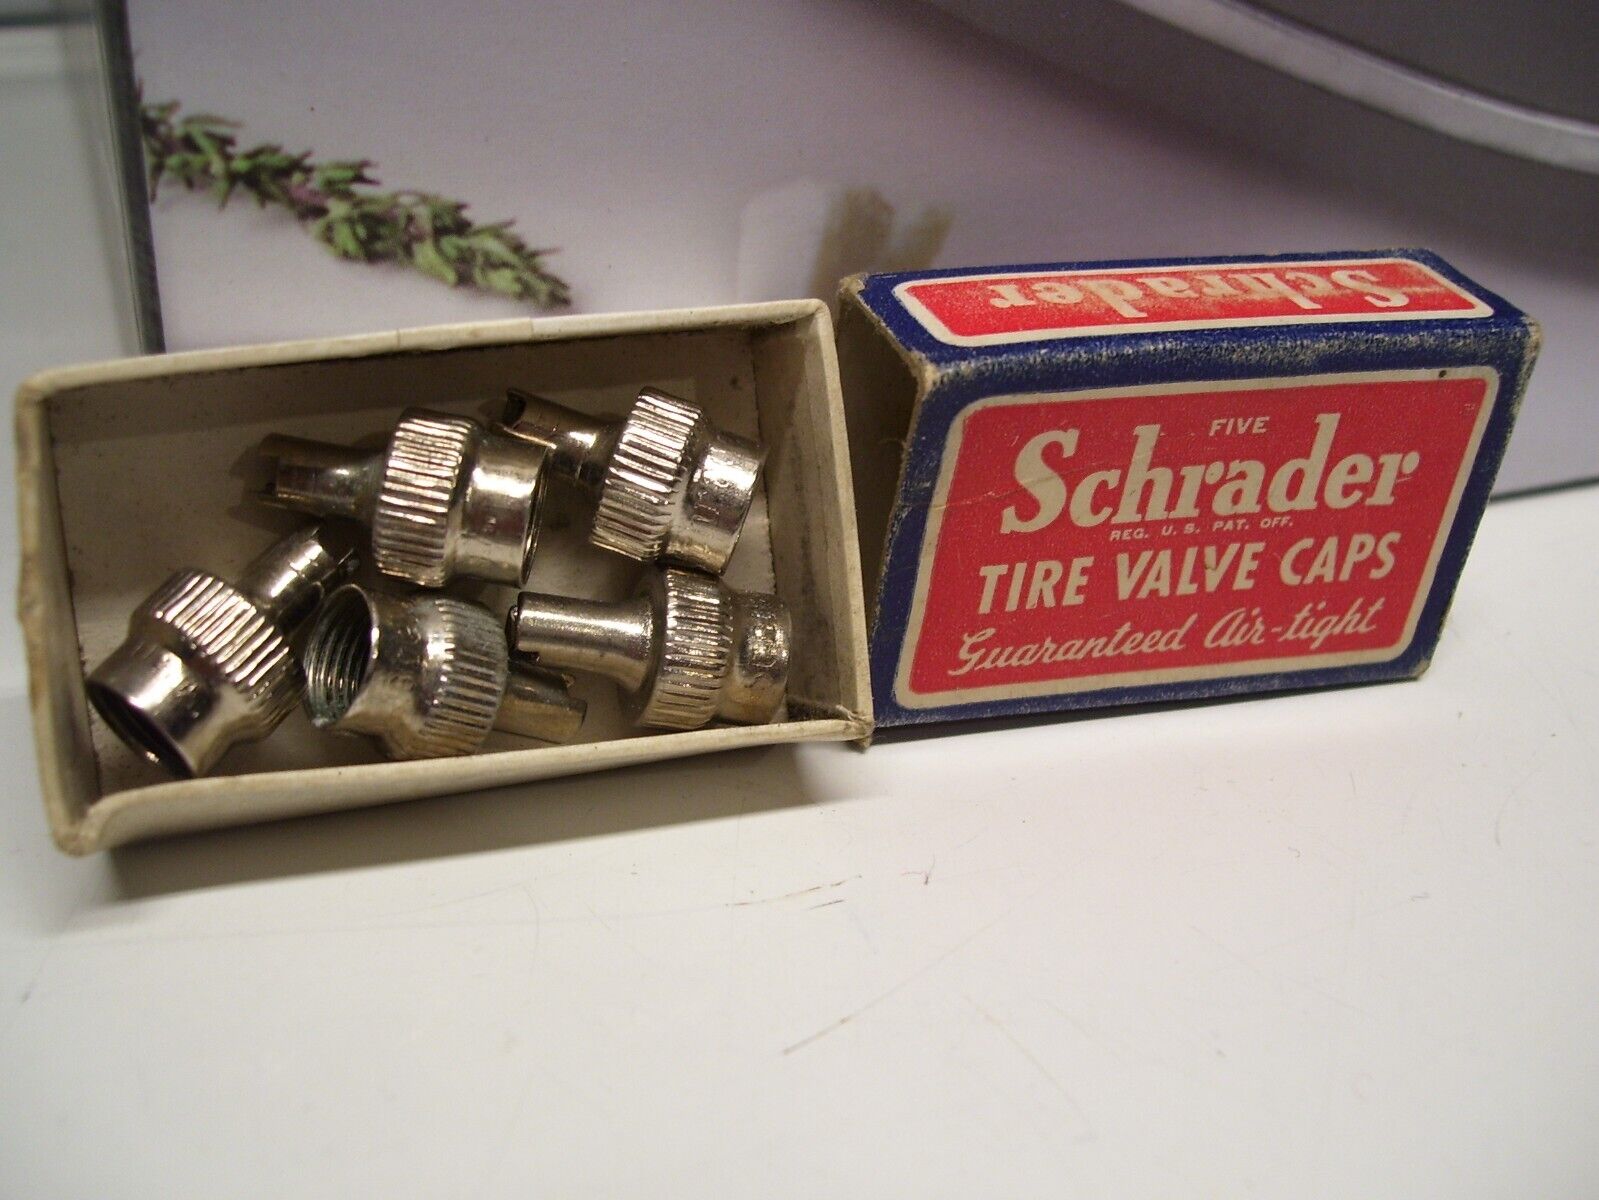 Schrader
FIVE
Schrader
REG. U. S. PAT. OFF.
TIRE VALVE CAPS
Guaranteed Air-tight